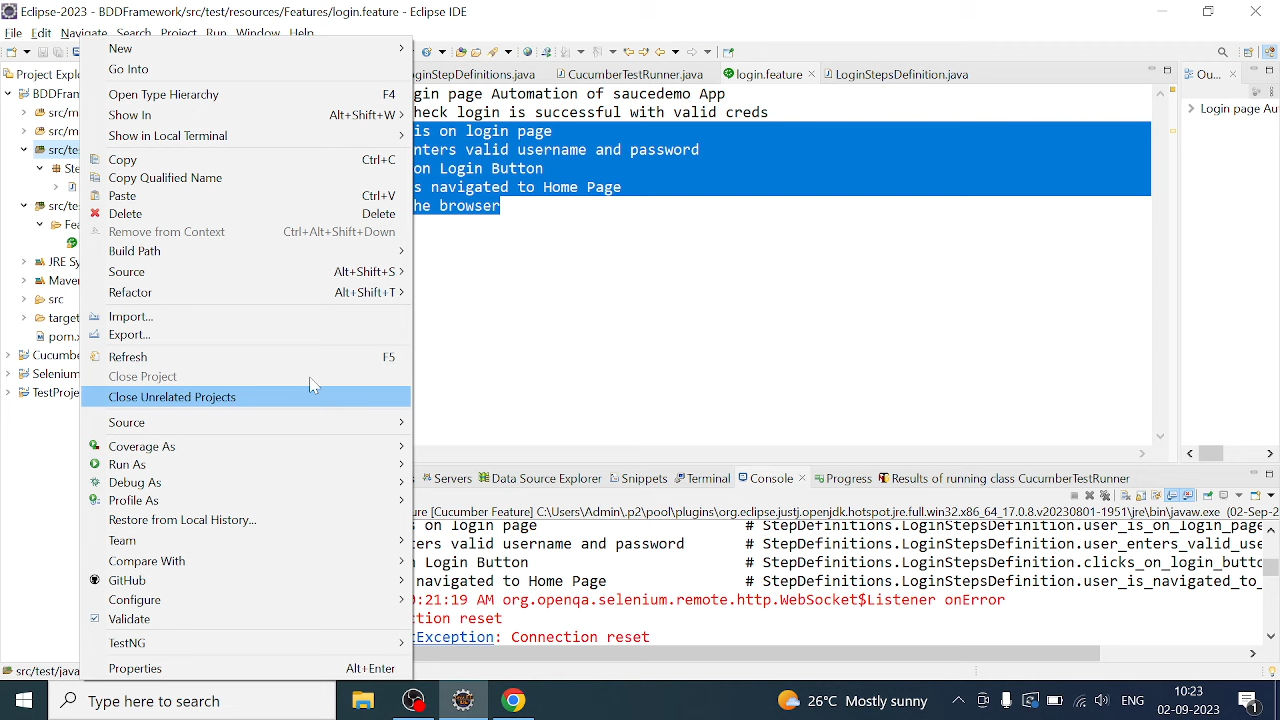 Eclipse-2023 - BDDFramework/src/test/resources/Features/login.feature - Eclipse IDE
File Edit Navigate Search Project Run Window Help
Project Explo
ginStepDefinitions.java CucumberTestRunner.java login.feature LoginStepsDefinition.java Ou...
BDDFram
src/m
src/m
src/tes
Ste
J
src/te
Fea
JRE Sy
Maver
src
target
pom.x
Cucumbe
Selenium
TestProje
New
Go Into
Open Type Hierarchy F4
Show In Alt+Shift+W
Show in Local Terminal
Copy Ctrl+C
Copy Qualified Name
Paste Ctrl+V
Delete Delete
Remove from Context Ctrl+Alt+Shift+Down
Build Path
Source Alt+Shift+S
Refactor Alt+Shift+T
Import...
Export...
Refresh F5
Close Project
Close Unrelated Projects
Source
Coverage As
Run As
Debug As
Profile As
Restore from Local History...
Team
Compare With
GitHub
Configure
Validate
TestNG
Properties Alt+Enter
gin page Automation of saucedemo App
heck login is successful with valid creds
is on login page
nters valid username and password
on Login Button
s navigated to Home Page
he browser
Login page Au
Servers Data Source Explorer Snippets Terminal Console Progress Results of running class CucumberTestRunner
ure [Cucumber Feature] C:\Users\Admin\.p2\pool\plugins\org.eclipse.justj.openjdk.hotspot.jre.full.win32.x86_64_17.0.8.v20230801-1951\jre\bin\javaw.exe (02-Sep-2
s on login page # StepDefinitions.LoginStepsDefinition.user_is_on_login_page
ters valid username and password # StepDefinitions.LoginStepsDefinition.user_enters_valid_use
n Login Button # StepDefinitions.LoginStepsDefinition.clicks_on_login_butto
navigated to Home Page # StepDefinitions.LoginStepsDefinition.user_is_navigated_to_
0:21:19 AM org.openqa.selenium.remote.http.WebSocket$Listener onError
ction reset
tException: Connection reset
src/test/java
Type here to search
26°C Mostly sunny
ENG
10:23
02-09-2023
1